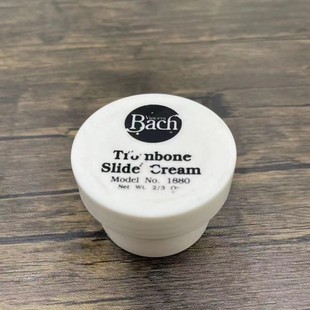 Vincent
Bach
Trombone
Slide Cream
Model No. 1880
Net Wt. 2/3 Oz.